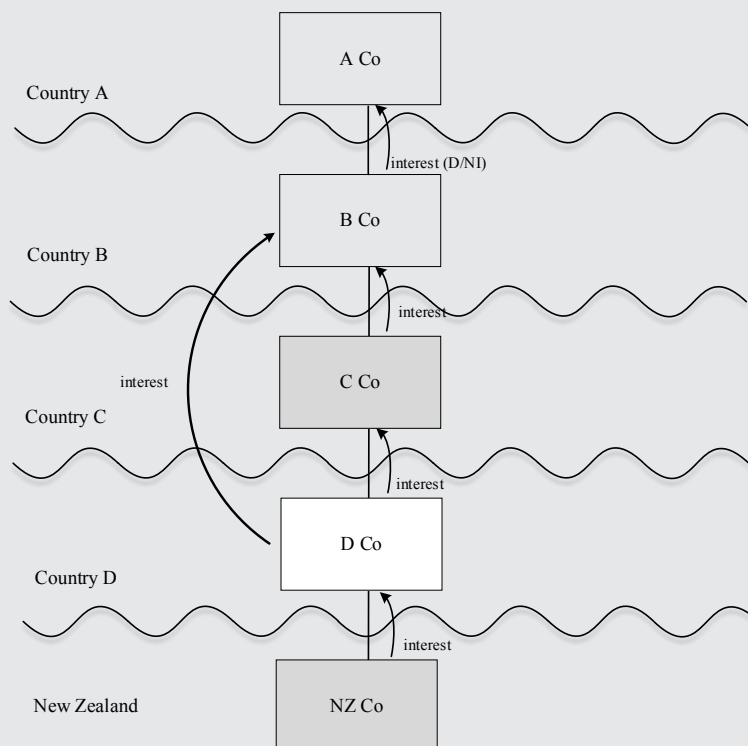 A Co
Country A
interest (D/NI)
B Co
Country B
interest
interest
C Co
Country C
interest
D Co
Country D
interest
New Zealand
NZ Co